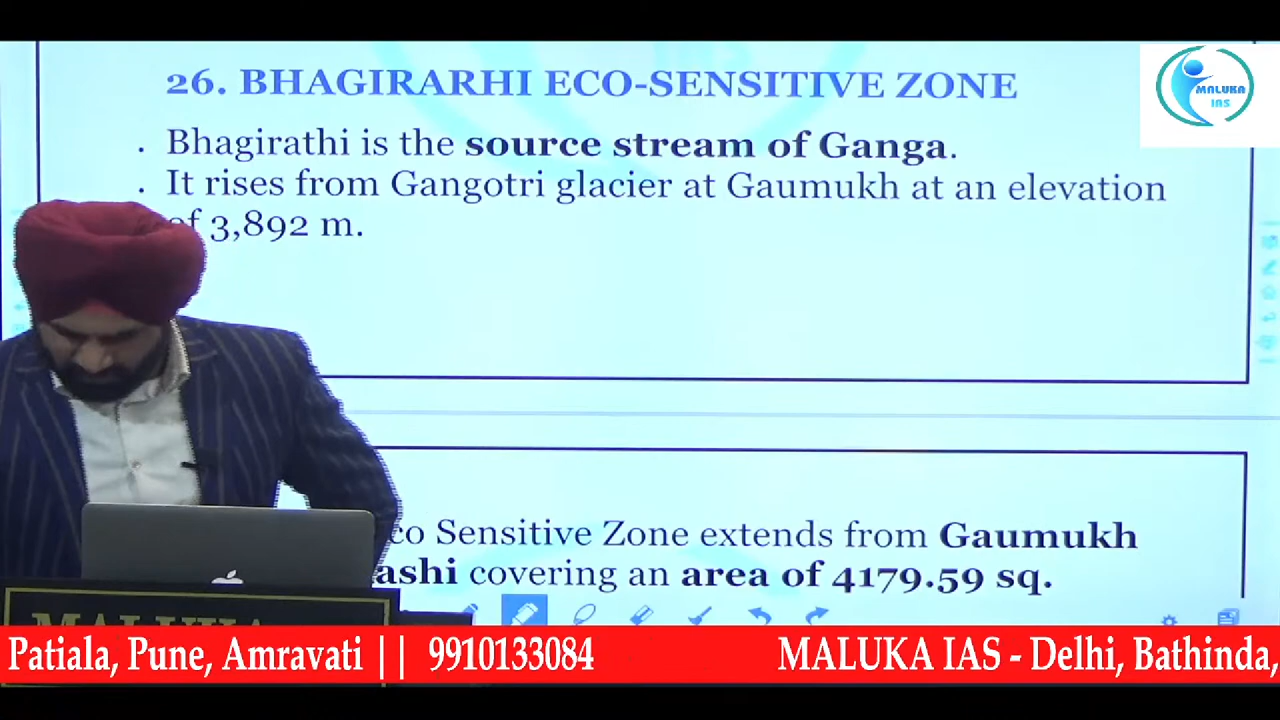 26. BHAGIRARHI ECO-SENSITIVE ZONE
MALUKA
IAS
. Bhagirathi is the source stream of Ganga.
. It rises from Gangotri glacier at Gaumukh at an elevation
of 3,892 m.
co Sensitive Zone extends from Gaumukh
ashi covering an area of 4179.59 sq.
MALUKA
Patiala, Pune, Amravati || 9910133084 MALUKA IAS - Delhi, Bathinda,